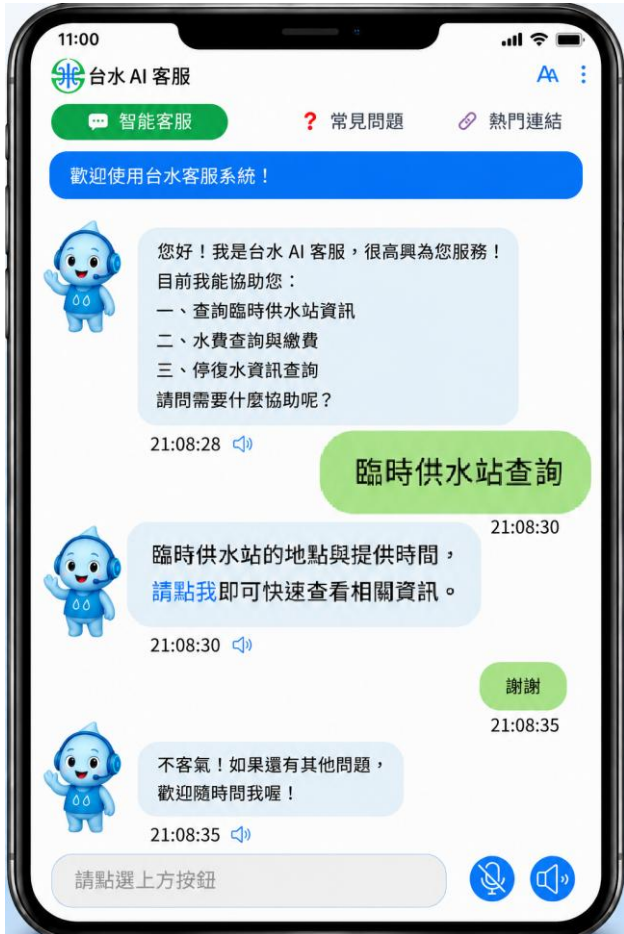 11:00
台水 AI 客服
AA
智能客服
? 常見問題
熱門連結
歡迎使用台水客服系統！
您好！我是台水 AI 客服，很高興為您服務！
目前我能協助您：
一、查詢臨時供水站資訊
二、水費查詢與繳費
三、停復水資訊查詢
請問需要什麼協助呢？
21:08:28
臨時供水站查詢
21:08:30
臨時供水站的地點與提供時間，
請點我即可快速查看相關資訊。
21:08:30
謝謝
21:08:35
不客氣！如果還有其他問題，
歡迎隨時問我喔！
21:08:35
請點選上方按鈕